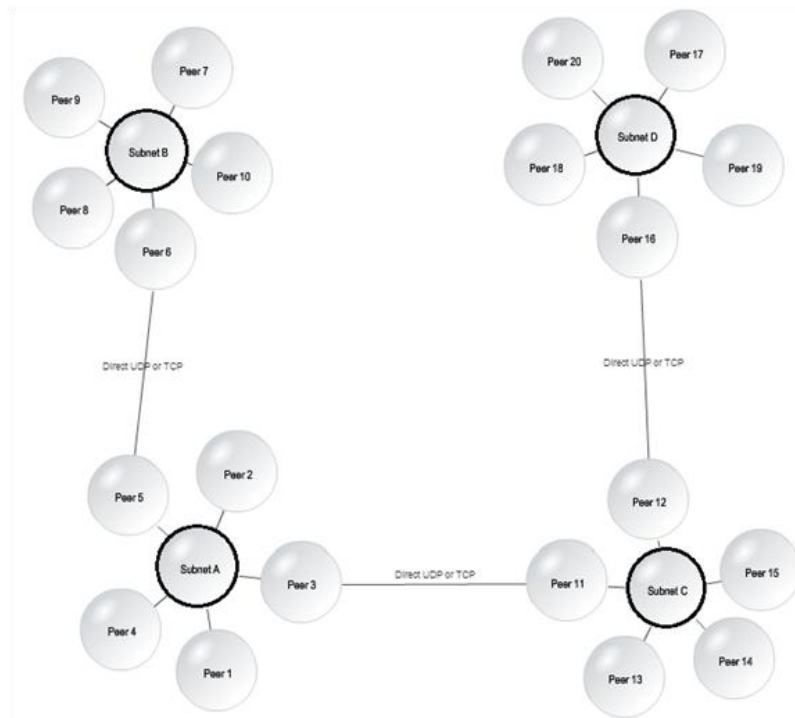 Peer 7
Peer 9
Subnet B
Peer 10
Peer 8
Peer 6
Peer 20
Peer 17
Subnet D
Peer 18
Peer 19
Peer 16
Direct UDP or TCP
Direct UDP or TCP
Peer 5
Peer 2
Subnet A
Peer 3
Peer 4
Peer 1
Direct UDP or TCP
Peer 12
Peer 11
Subnet C
Peer 15
Peer 13
Peer 14